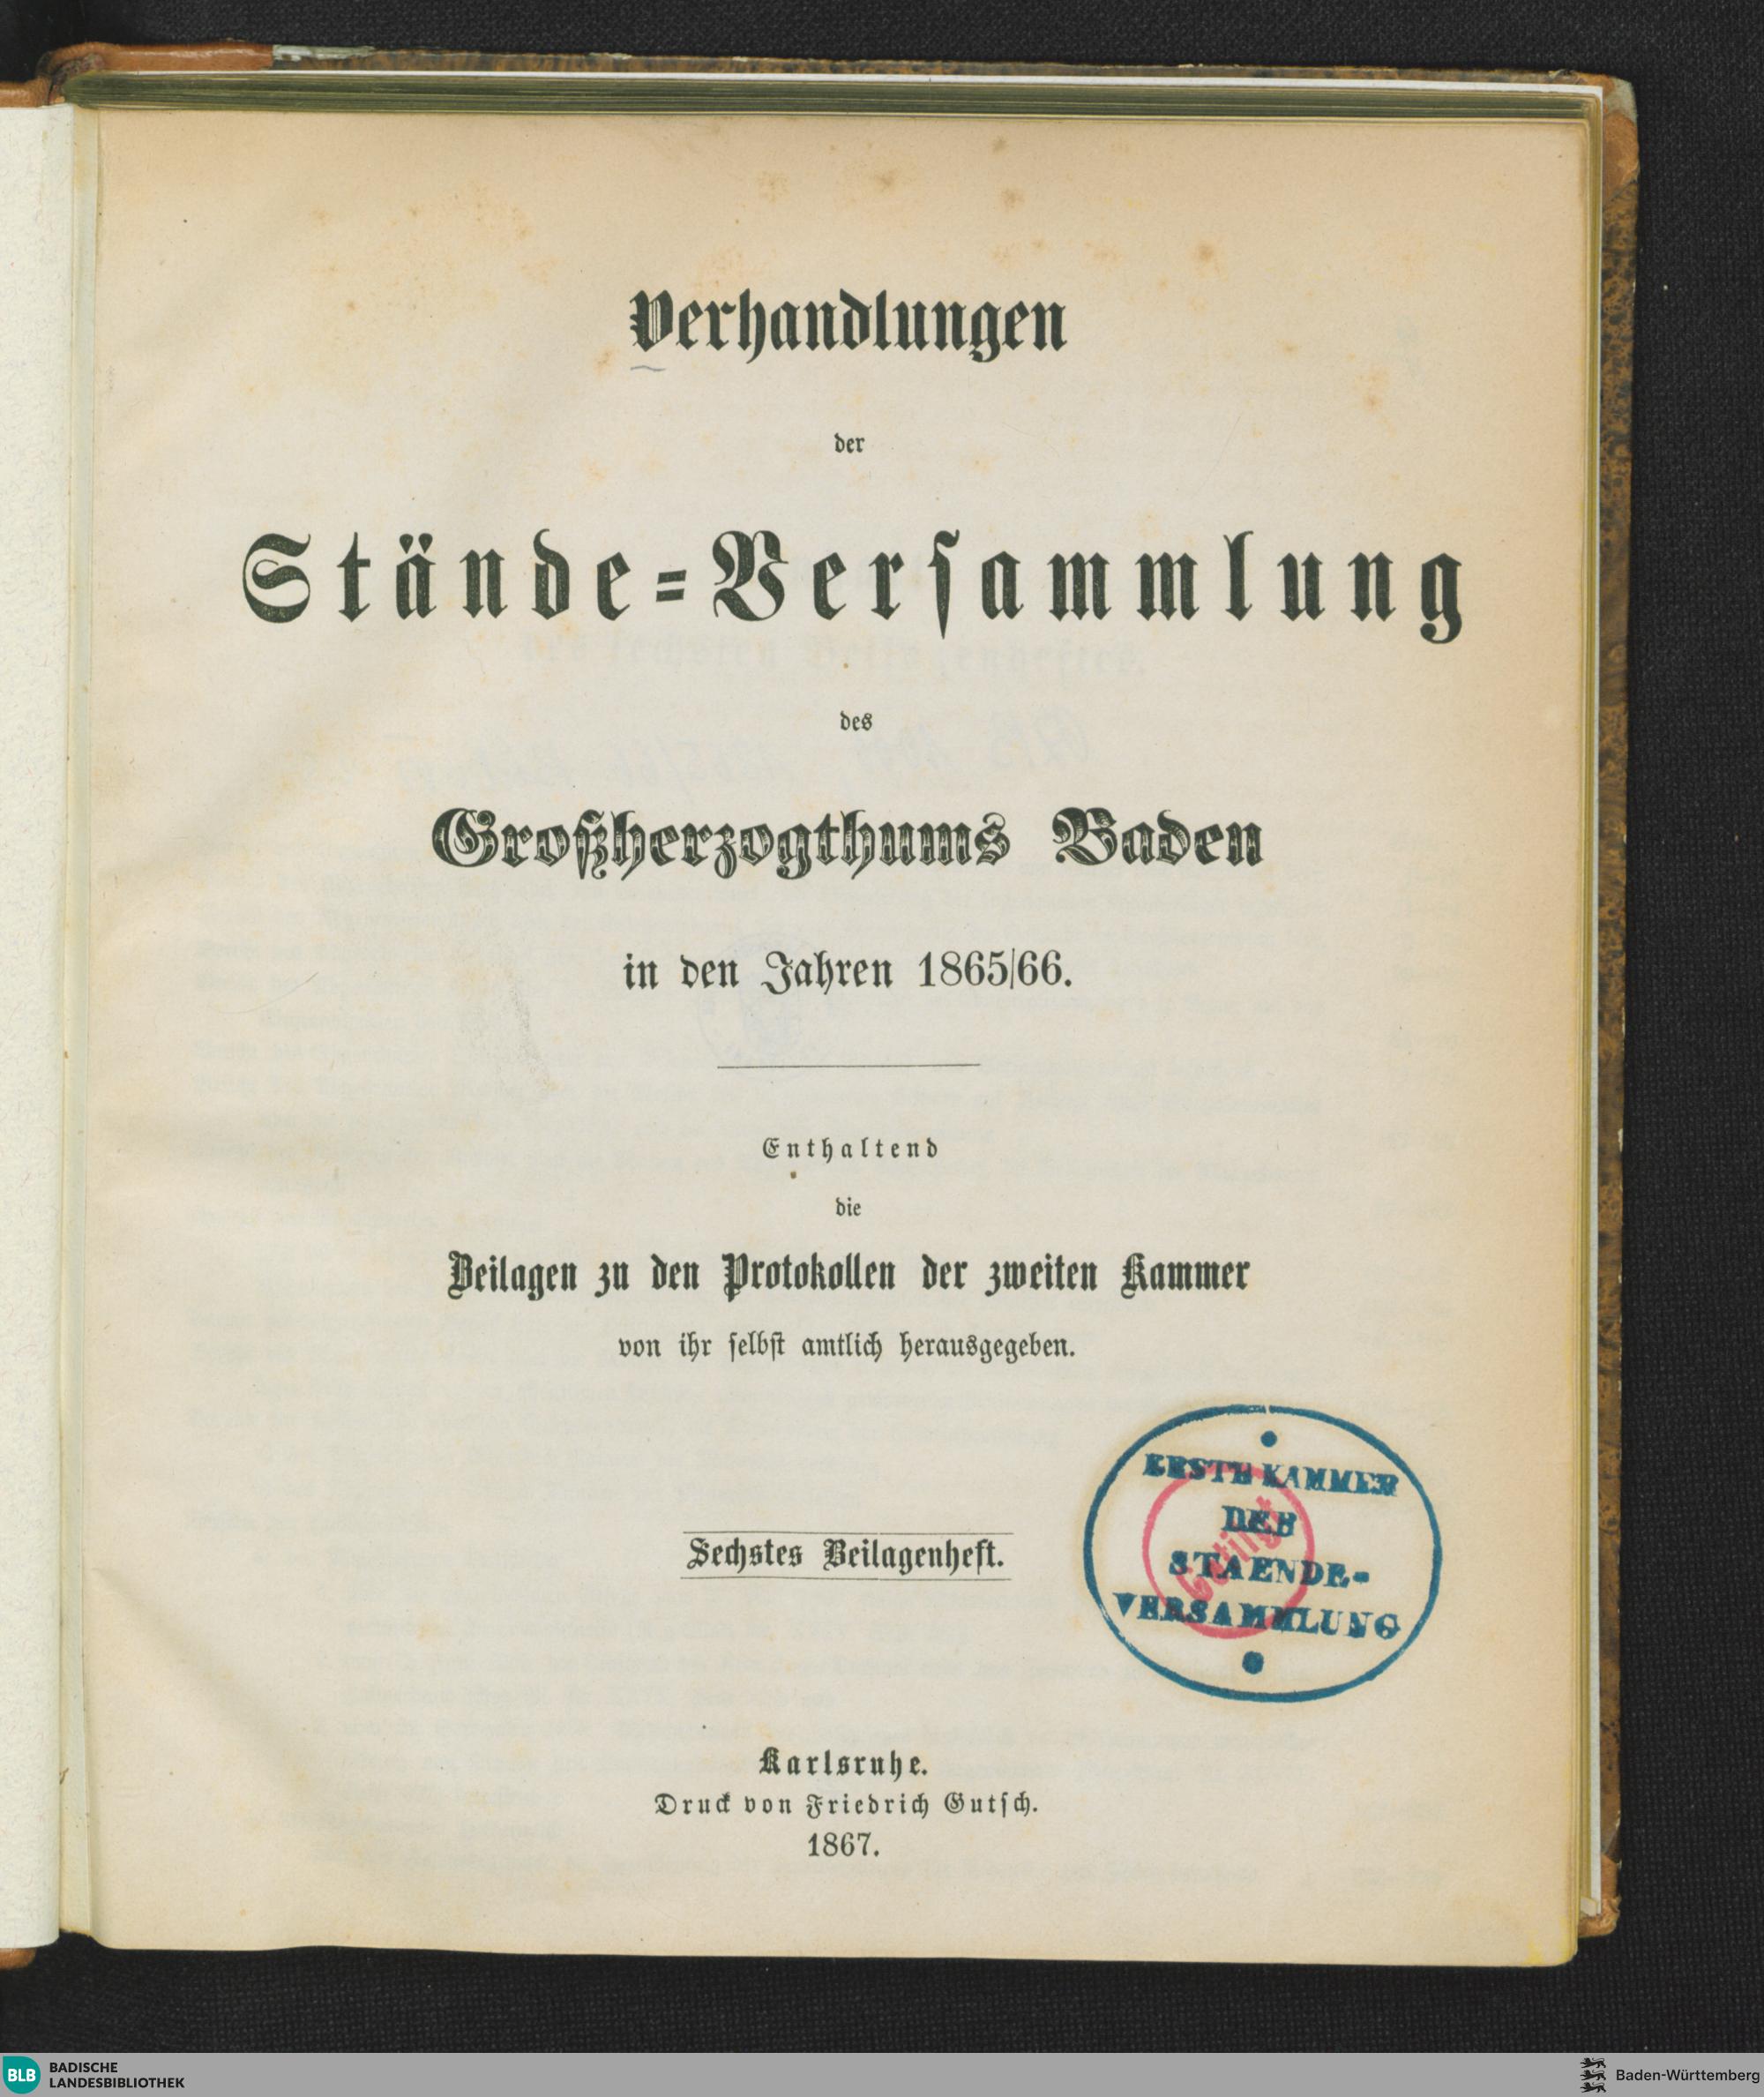 Verhandlungen
der
Stände=Versammlung
des
Großherzogthums Baden
in den Jahren 1865/66.
Enthaltend
die
Beilagen zu den Protokollen der zweiten Kammer
von ihr selbst amtlich herausgegeben.
Sechstes Beilagenheft.
ERSTE KAMMER
DER
STAENDE-
VERSAMMLUNG
Getilgt
Karlsruhe.
Druck von Friedrich Gutsch.
1867.
BLB BADISCHE
LANDESBIBLIOTHEK
Baden-Württemberg